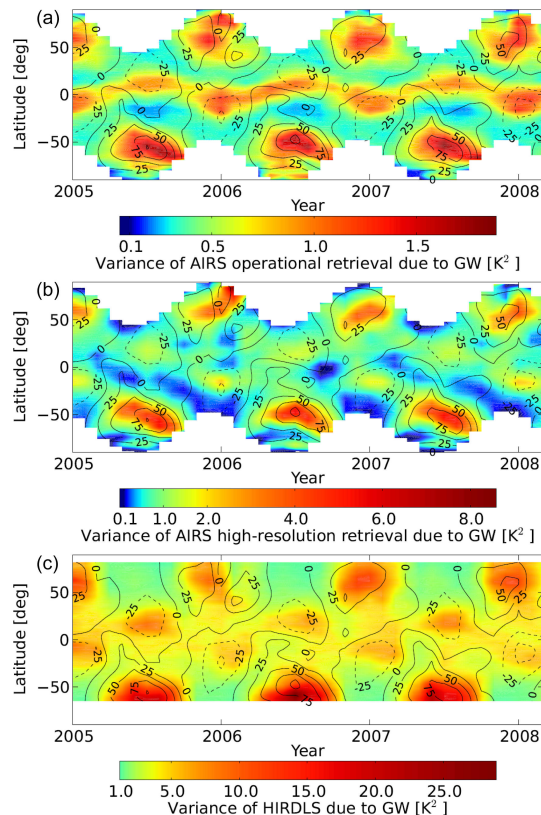 (a)
50
0
−50
Latitude [deg]
2005 2006 2007 2008
Year
0.1 0.5 1.0 1.5
Variance of AIRS operational retrieval due to GW [K² ]
(b)
50
0
−50
Latitude [deg]
2005 2006 2007 2008
Year
0.1 1.0 2.0 4.0 6.0 8.0
Variance of AIRS high-resolution retrieval due to GW [K² ]
(c)
50
0
−50
Latitude [deg]
2005 2006 2007 2008
Year
1.0 5.0 10.0 15.0 20.0 25.0
Variance of HIRDLS due to GW [K² ]